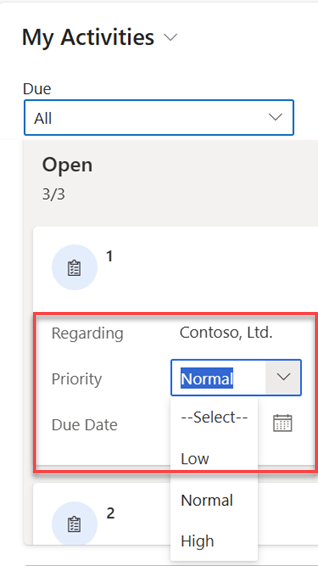 My Activities
Due
All
Open
3/3
1
Regarding Contoso, Ltd.
Priority Normal
Due Date
--Select--
Low
Normal
High
2